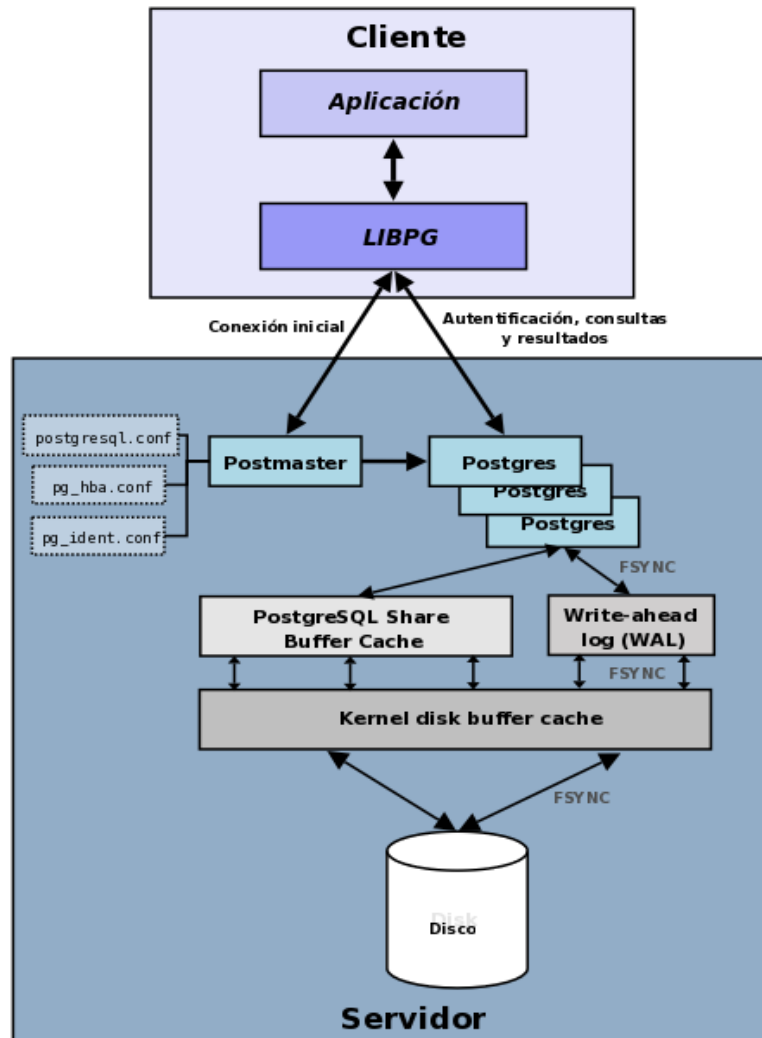 Cliente
Aplicación
LIBPG
Conexión inicial
Autentificación, consultas
y resultados
postgresql.conf
pg_hba.conf
pg_ident.conf
Postmaster
Postgres
Postgres
Postgres
FSYNC
PostgreSQL Share
Buffer Cache
Write-ahead
log (WAL)
FSYNC
Kernel disk buffer cache
FSYNC
Disk
Disco
Servidor